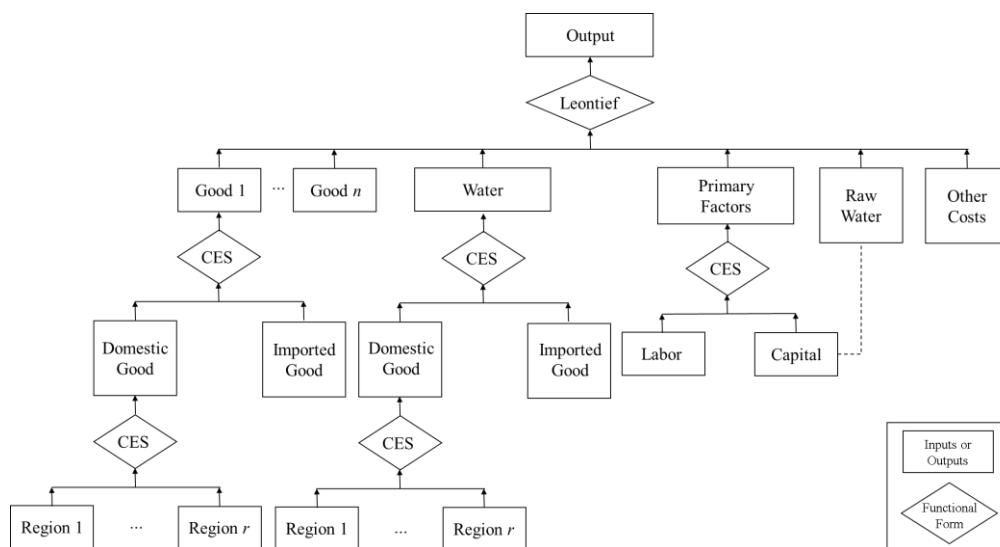 Output
Leontief
Good 1
...
Good n
Water
Primary
Factors
Raw
Water
Other
Costs
CES
CES
CES
Domestic
Good
Imported
Good
Domestic
Good
Imported
Good
Labor
Capital
CES
CES
Region 1
...
Region r
Region 1
...
Region r
Inputs or
Outputs
Functional
Form